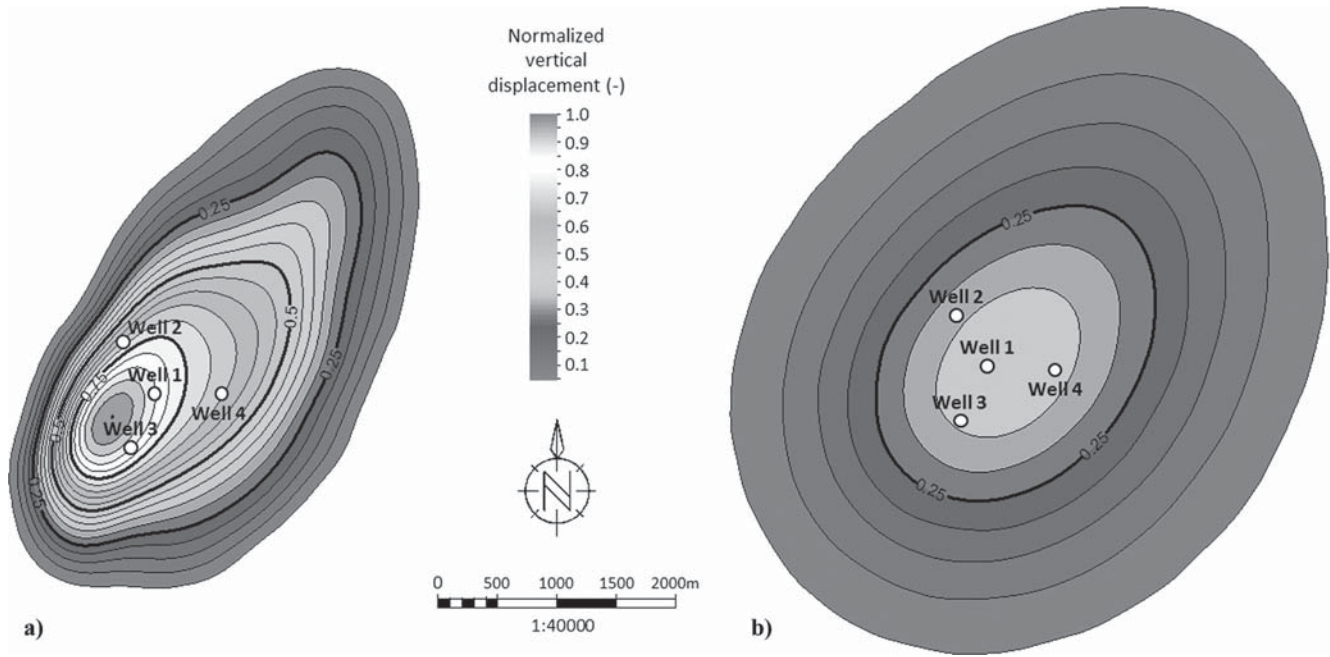 Normalized
vertical
displacement (-)
1.0
0.9
0.8
0.7
0.6
0.5
0.4
0.3
0.2
0.1
0.25
0.5
Well 2
0.75
Well 1
Well 4
0.25
0.5
Well 3
0.25
a)
N
0 500 1000 1500 2000m
1:40000
0.25
Well 2
Well 1
Well 4
Well 3
0.25
0.25
b)